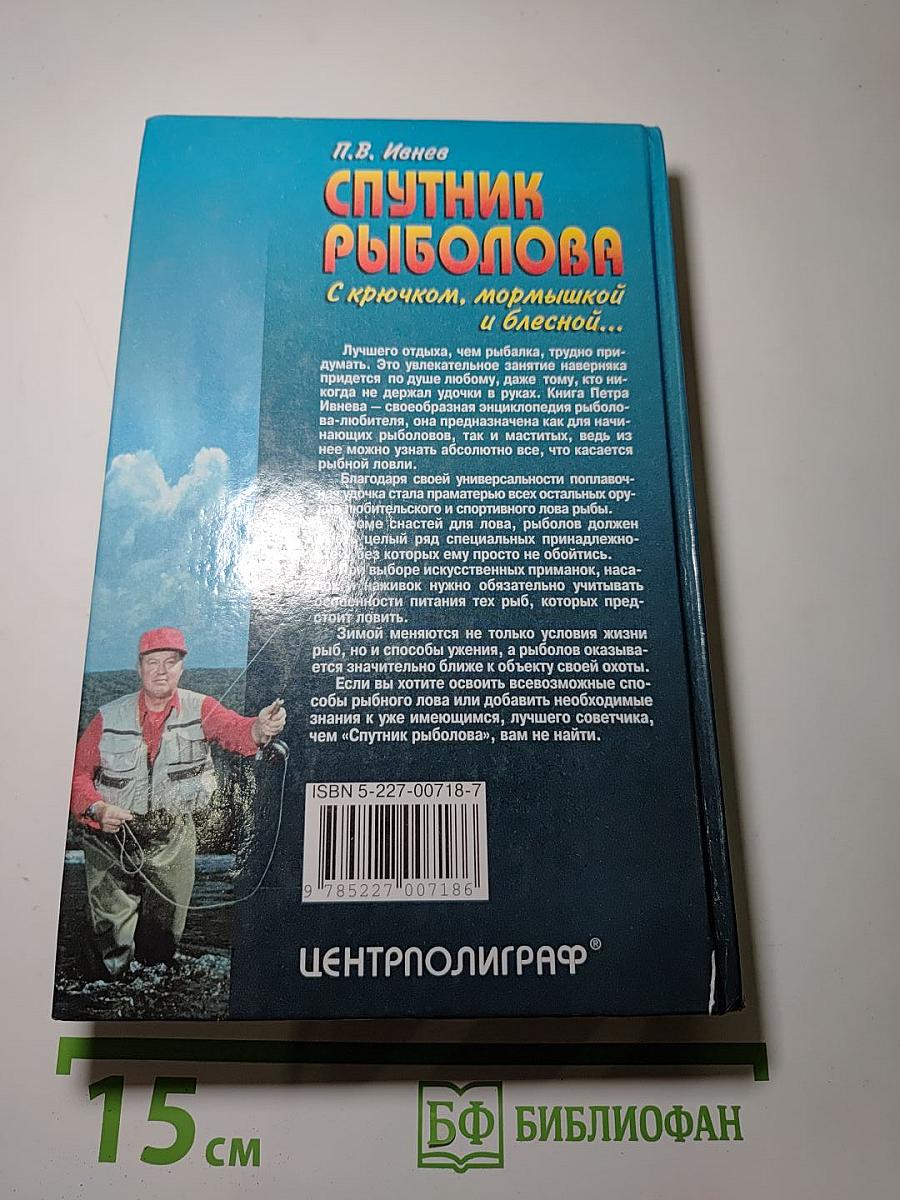 П.В. Ивнев
СПУТНИК
РЫБОЛОВА
С крючком, мормышкой
и блесной...
Лучшего отдыха, чем рыбалка, трудно при-
думать. Это увлекательное занятие наверняка
придется по душе любому, даже тому, кто ни-
когда не держал удочки в руках. Книга Петра
Ивнева — своеобразная энциклопедия рыболо-
ва-любителя, она предназначена как для начи-
нающих рыболовов, так и маститых, ведь из
нее можно узнать абсолютно все, что касается
рыбной ловли.
Благодаря своей универсальности поплавоч-
ная удочка стала праматерью всех остальных ору-
дий любительского и спортивного лова рыбы.
Кроме снастей для лова, рыболов должен
целый ряд специальных принадлежно-
без которых ему просто не обойтись.
При выборе искусственных приманок, наса-
наживок нужно обязательно учитывать
особенности питания тех рыб, которых пред-
стоит ловить.
Зимой меняются не только условия жизни
рыб, но и способы ужения, а рыболов оказыва-
ется значительно ближе к объекту своей охоты.
Если вы хотите освоить всевозможные спо-
собы рыбного лова или добавить необходимые
знания к уже имеющимся, лучшего советчика,
чем «Спутник рыболова», вам не найти.
ISBN 5-227-00718-7
9 785227 007186
ЦЕНТРПОЛИГРАФ®
15 см
БФ БИБЛИОФАН